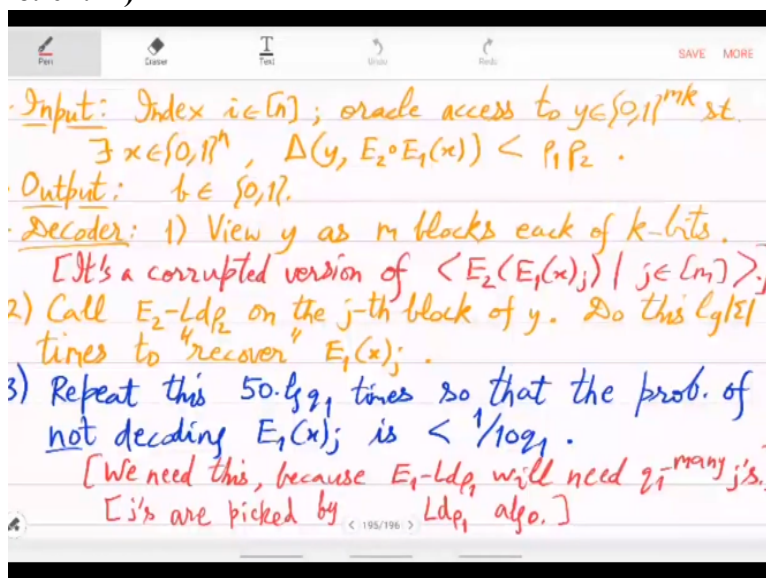 Pen Eraser Text Undo Redo SAVE MORE
Input: Index i∈[n]; oracle access to y∈{0,1}^mk st.
∃ x∈{0,1}^n, Δ(y, E₂∘E₁(x)) < ρ₁ρ₂ .
Output: b∈ {0,1}.
Decoder: 1) View y as m blocks each of k-bits.
[It's a corrupted version of <E₂(E₁(x)_j) | j∈[m]>.]
2) Call E₂-Ldρ₂ on the j-th block of y. Do this lg|Σ|
times to "recover" E₁(x)_j .
3) Repeat this 50.lg q₁ times so that the prob. of
not decoding E₁(x)_j is < 1/10q₁ .
[We need this, because E₁-Ldρ₁ will need q₁-many j's.
[j's are picked by Ldρ₁ algo.]
< 195/196 >